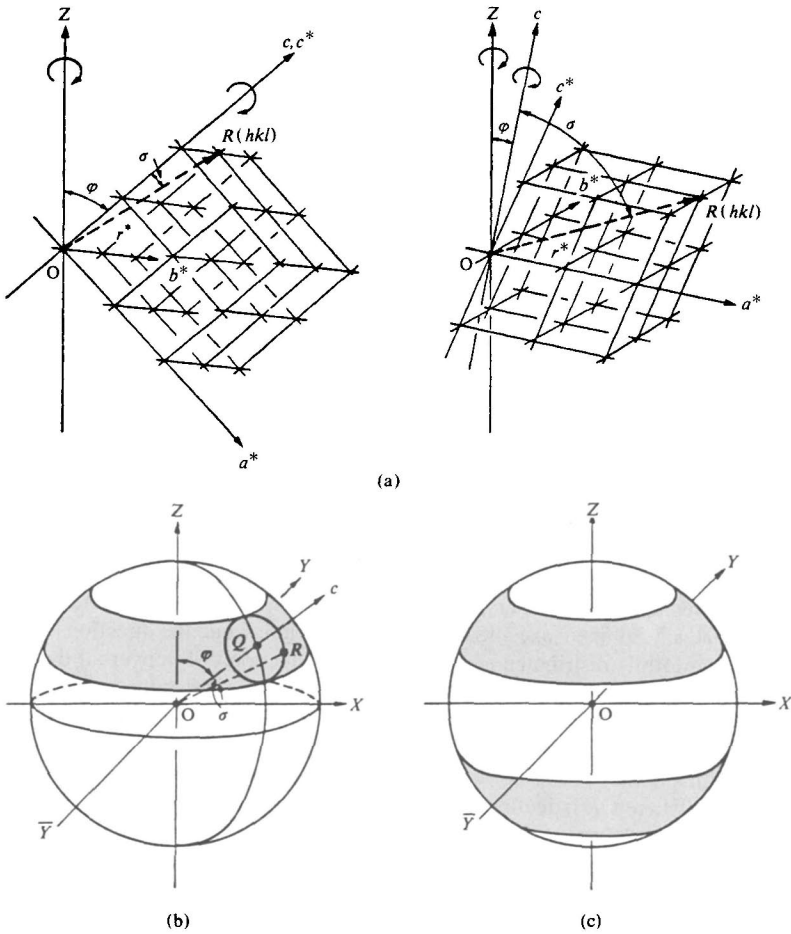 Z
c, c*
R(hkl)
σ
φ
r*
O
b*
a*
Z
c
c*
φ
σ
b*
R(hkl)
r*
O
a*
(a)
Z
Y
c
Q
R
φ
O
σ
X
Y̅
(b)
Z
Y
O
X
Y̅
(c)